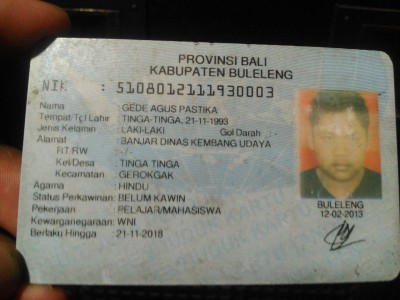 PROVINSI BALI
KABUPATEN BULELENG
NIK : 5108012111930003
Nama : GEDE AGUS PASTIKA
Tempat/Tgl Lahir : TINGA-TINGA, 21-11-1993
Jenis Kelamin : LAKI-LAKI Gol Darah : -
Alamat : BANJAR DINAS KEMBANG UDAYA
RT/RW : -/-
Kel/Desa : TINGA TINGA
Kecamatan : GEROKGAK
Agama : HINDU
Status Perkawinan: BELUM KAWIN
Pekerjaan : PELAJAR/MAHASISWA
Kewarganegaraan: WNI
Berlaku Hingga : 21-11-2018
BULELENG
12-02-2013